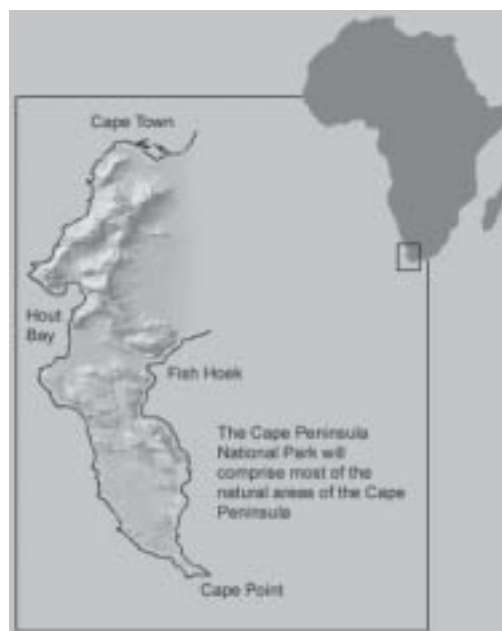 Cape Town
Hout
Bay
Fish Hoek
The Cape Peninsula
National Park will
comprise most of the
natural areas of the Cape
Peninsula
Cape Point